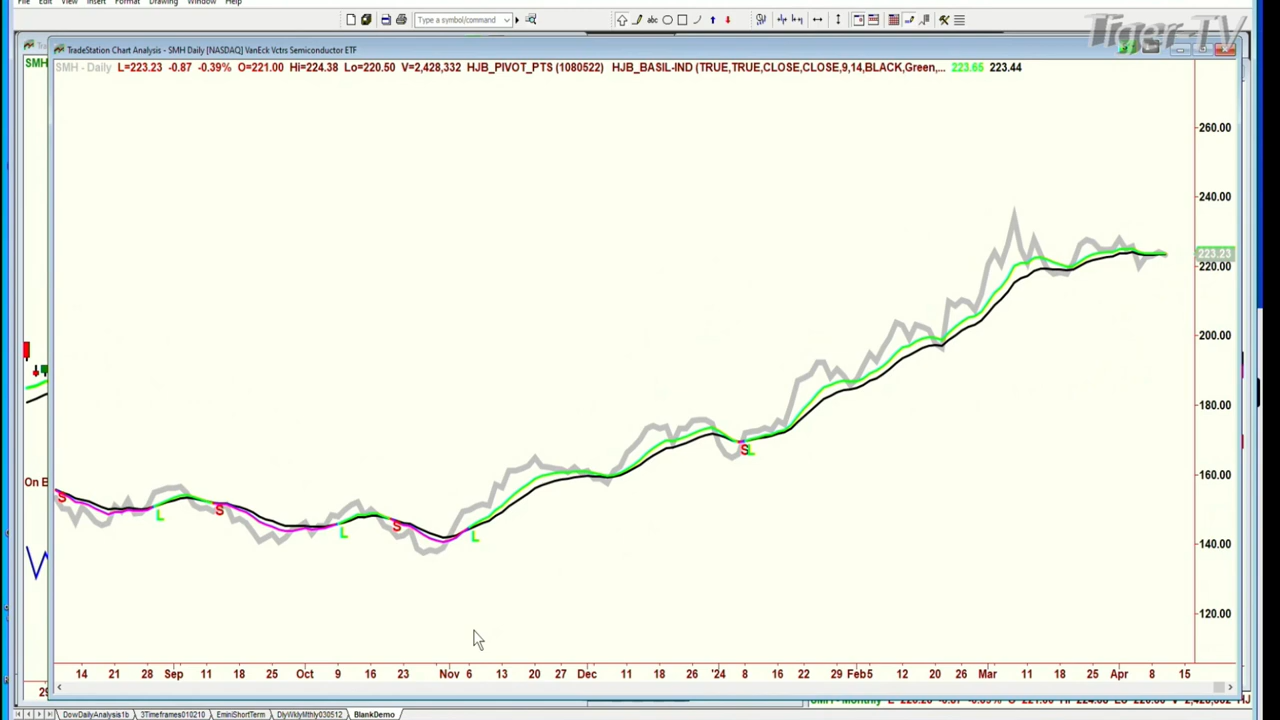 File Edit View Insert Format Drawing Window Help
Type a symbol/command
abc
Tiger-TV
TradeStation Chart Analysis - SMH Daily [NASDAQ] VanEck Vctrs Semiconductor ETF
SMH
SMH - Daily L=223.23 -0.87 -0.39% O=221.00 Hi=224.38 Lo=220.50 V=2,428,332 HJB_PIVOT_PTS (1080522) HJB_BASIL-IND (TRUE,TRUE,CLOSE,CLOSE,9,14,BLACK,Green,... 223.65 223.44
260.00
240.00
223.23
220.00
200.00
180.00
SL
160.00
On E
S
L
S
L
S
L
140.00
120.00
14 21 28 Sep 11 18 25 Oct 9 16 23 Nov 6 13 20 27 Dec 11 18 26 '24 8 16 22 29 Feb5 12 20 26 Mar 11 18 25 Apr 8 15
29
DowDailyAnalysis1b 3Timeframes010210 EminiShortTerm DlyWklyMthly030512 BlankDemo